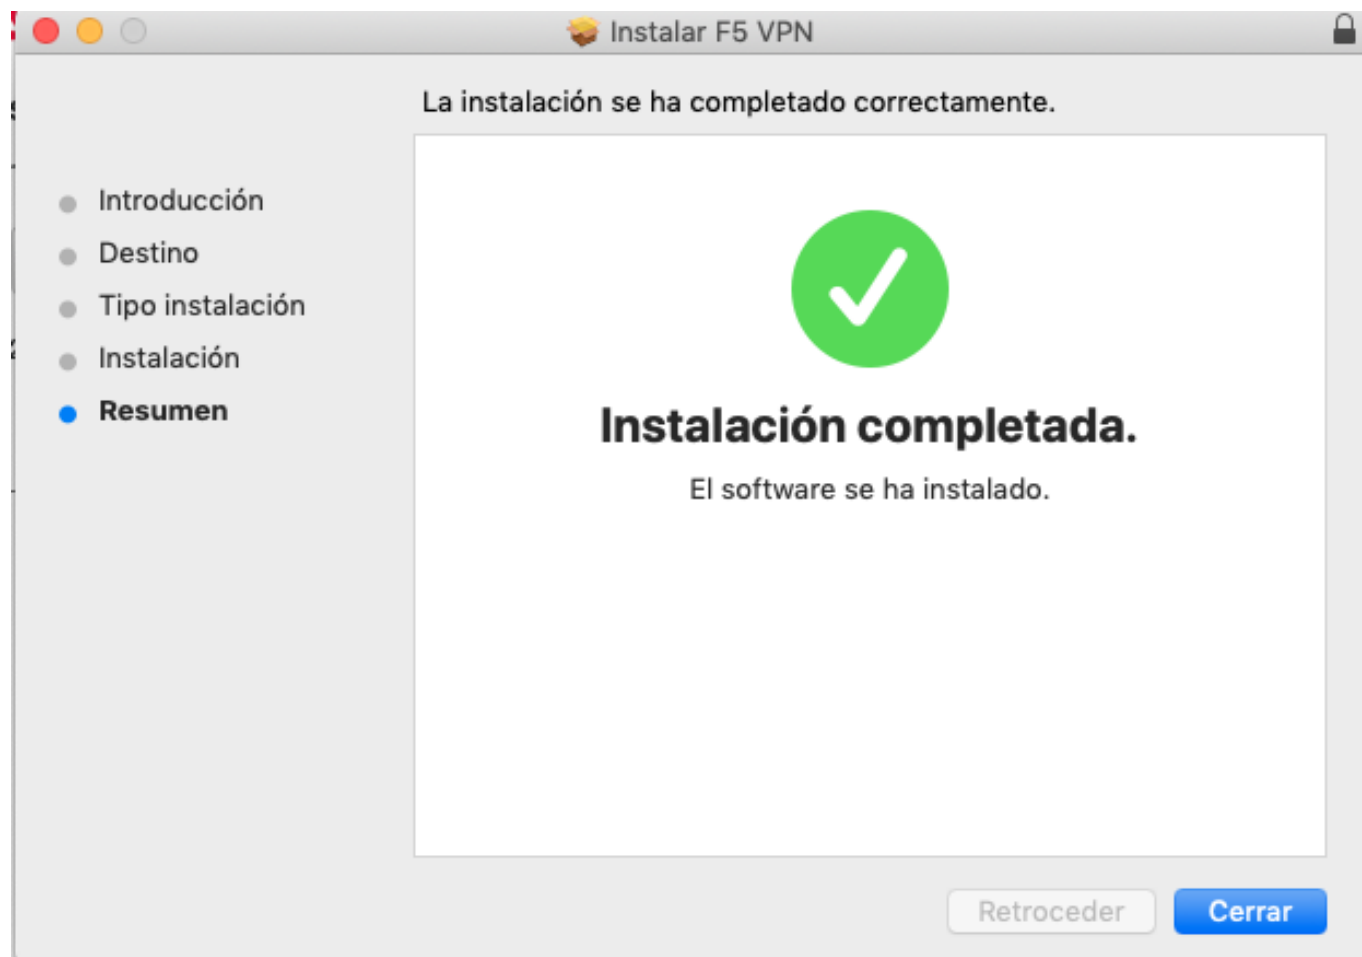 Instalar F5 VPN
La instalación se ha completado correctamente.
Introducción
Destino
Tipo instalación
Instalación
Resumen
Instalación completada.
El software se ha instalado.
Retroceder
Cerrar